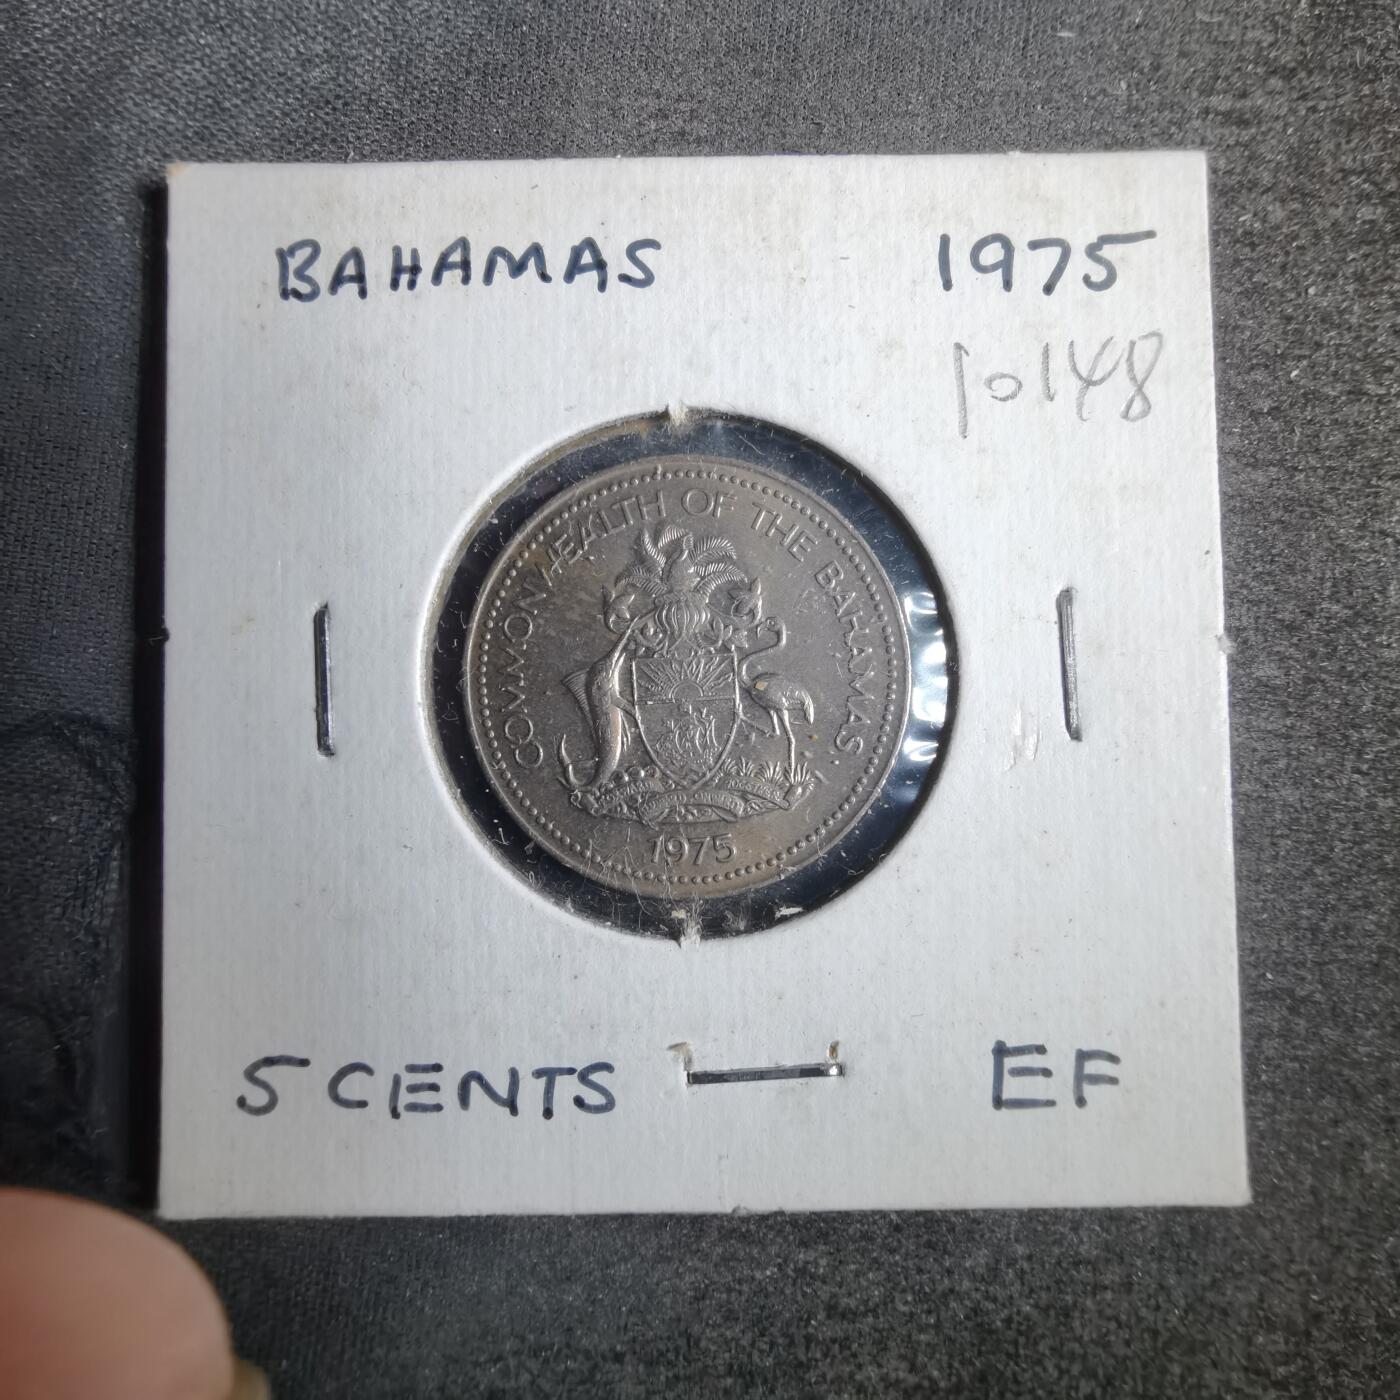 BAHAMAS 1975
10148
COMMONWEALTH OF THE BAHAMAS
1975
5 CENTS EF